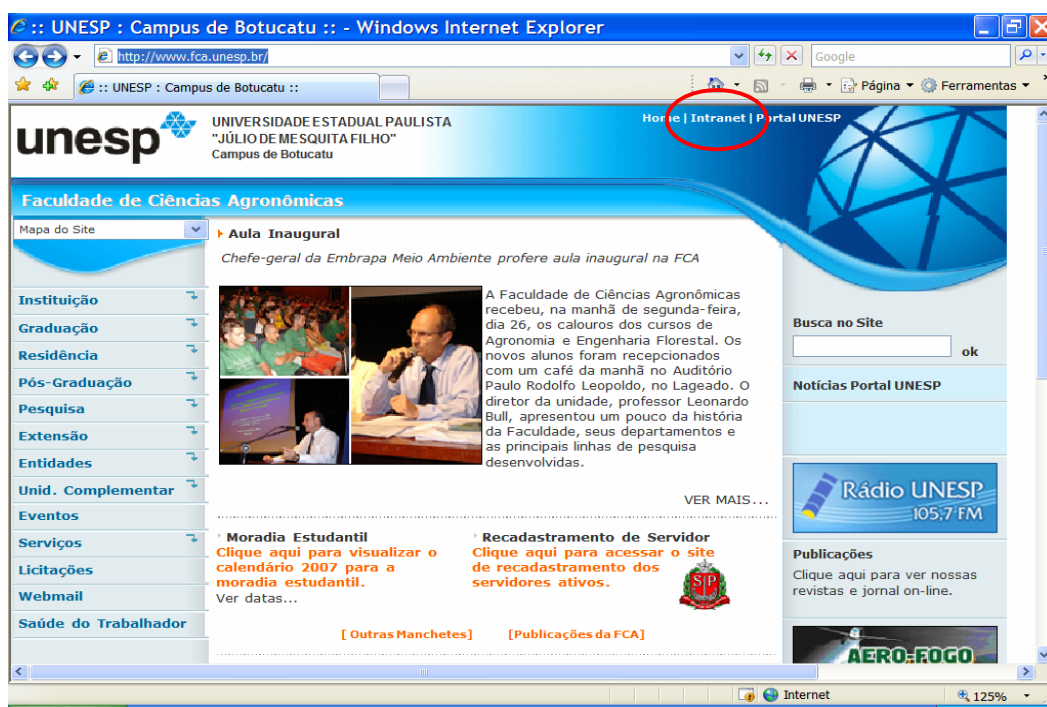 :: UNESP : Campus de Botucatu :: - Windows Internet Explorer
http://www.fca.unesp.br/
Google
:: UNESP : Campus de Botucatu ::
Página
Ferramentas
unesp
UNIVERSIDADE ESTADUAL PAULISTA
"JÚLIO DE MESQUITA FILHO"
Campus de Botucatu
Home | Intranet | Portal UNESP
Faculdade de Ciências Agronômicas
Mapa do Site
Instituição
Graduação
Residência
Pós-Graduação
Pesquisa
Extensão
Entidades
Unid. Complementar
Eventos
Serviços
Licitações
Webmail
Saúde do Trabalhador
Aula Inaugural
Chefe-geral da Embrapa Meio Ambiente profere aula inaugural na FCA
A Faculdade de Ciências Agronômicas
recebeu, na manhã de segunda-feira,
dia 26, os calouros dos cursos de
Agronomia e Engenharia Florestal. Os
novos alunos foram recepcionados
com um café da manhã no Auditório
Paulo Rodolfo Leopoldo, no Lageado. O
diretor da unidade, professor Leonardo
Bull, apresentou um pouco da história
da Faculdade, seus departamentos e
as principais linhas de pesquisa
desenvolvidas.
VER MAIS...
Moradia Estudantil
Clique aqui para visualizar o
calendário 2007 para a
moradia estudantil.
Ver datas...
Recadastramento de Servidor
Clique aqui para acessar o site
de recadastramento dos
servidores ativos.
SP
[ Outras Manchetes]
[Publicações da FCA]
Busca no Site
ok
Notícias Portal UNESP
Rádio UNESP
105,7 FM
Publicações
Clique aqui para ver nossas
revistas e jornal on-line.
AERO-FOGO
Internet
125%